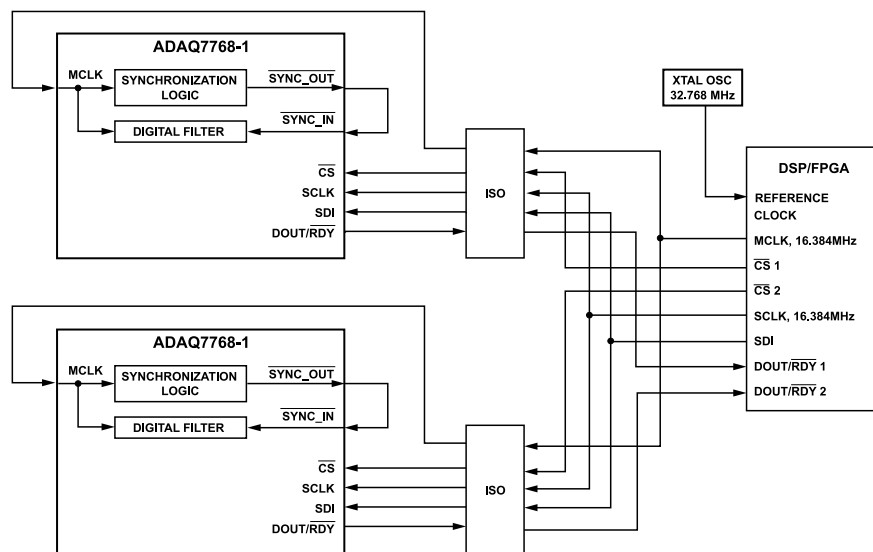 ADAQ7768-1
MCLK
SYNCHRONIZATION
LOGIC
SYNC_OUT
DIGITAL FILTER
SYNC_IN
CS
SCLK
SDI
DOUT/RDY
ISO
XTAL OSC
32.768 MHz
DSP/FPGA
REFERENCE
CLOCK
MCLK, 16.384MHz
CS 1
CS 2
SCLK, 16.384MHz
SDI
DOUT/RDY 1
DOUT/RDY 2
ADAQ7768-1
MCLK
SYNCHRONIZATION
LOGIC
SYNC_OUT
DIGITAL FILTER
SYNC_IN
CS
SCLK
SDI
DOUT/RDY
ISO